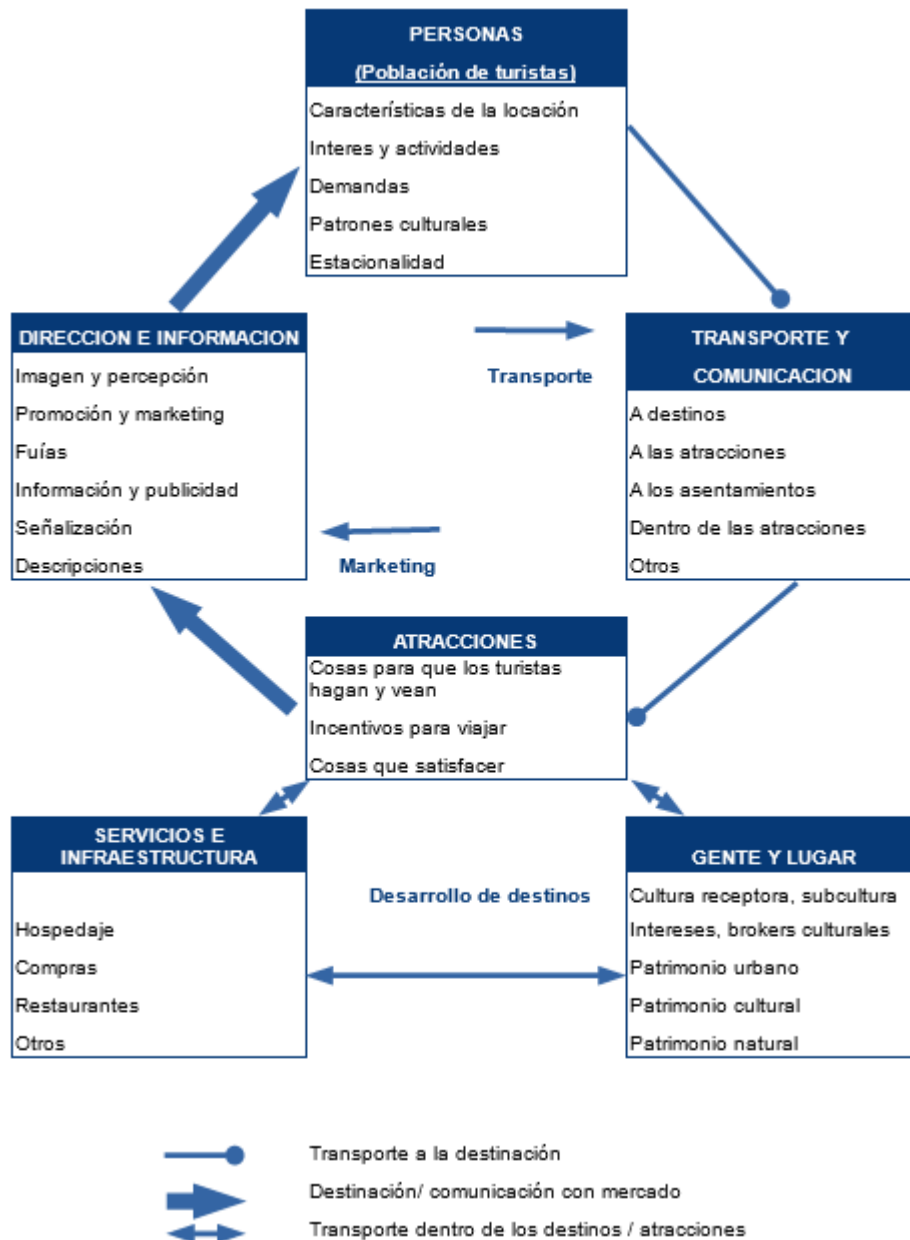 PERSONAS
(Población de turistas)
Características de la locación
Interes y actividades
Demandas
Patrones culturales
Estacionalidad
DIRECCION E INFORMACION
Imagen y percepción
Promoción y marketing
Fuías
Información y publicidad
Señalización
Descripciones
Transporte
Marketing
TRANSPORTE Y
COMUNICACION
A destinos
A las atracciones
A los asentamientos
Dentro de las atracciones
Otros
ATRACCIONES
Cosas para que los turistas
hagan y vean
Incentivos para viajar
Cosas que satisfacer
SERVICIOS E
INFRAESTRUCTURA
Hospedaje
Compras
Restaurantes
Otros
Desarrollo de destinos
GENTE Y LUGAR
Cultura receptora, subcultura
Intereses, brokers culturales
Patrimonio urbano
Patrimonio cultural
Patrimonio natural
Transporte a la destinación
Destinación/ comunicación con mercado
Transporte dentro de los destinos / atracciones